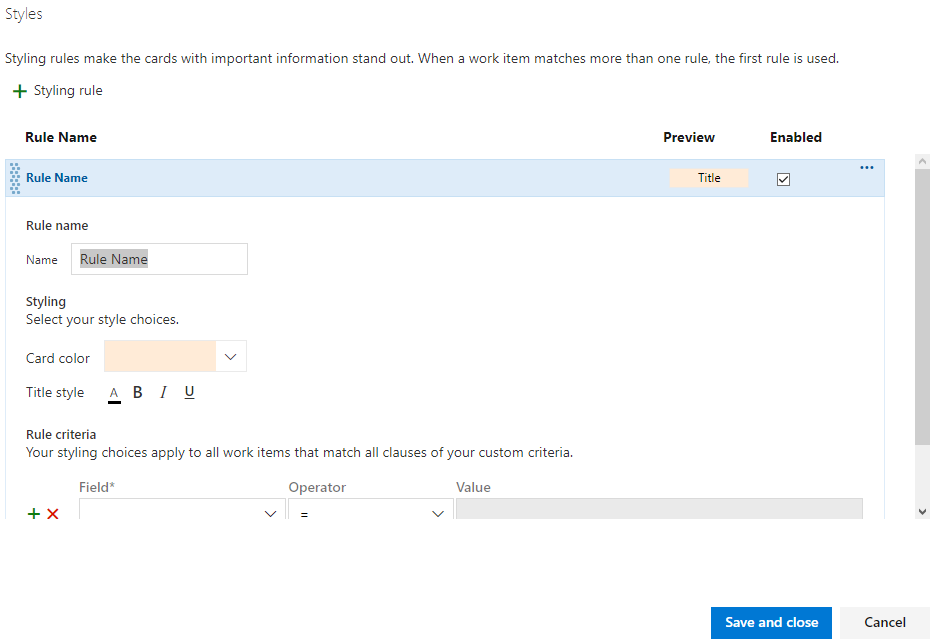 Styles
Styling rules make the cards with important information stand out. When a work item matches more than one rule, the first rule is used.
+ Styling rule
Rule Name Preview Enabled
Rule Name Title ...
Rule name
Name Rule Name
Styling
Select your style choices.
Card color
Title style A B I U
Rule criteria
Your styling choices apply to all work items that match all clauses of your custom criteria.
Field* Operator Value
=
Save and close Cancel